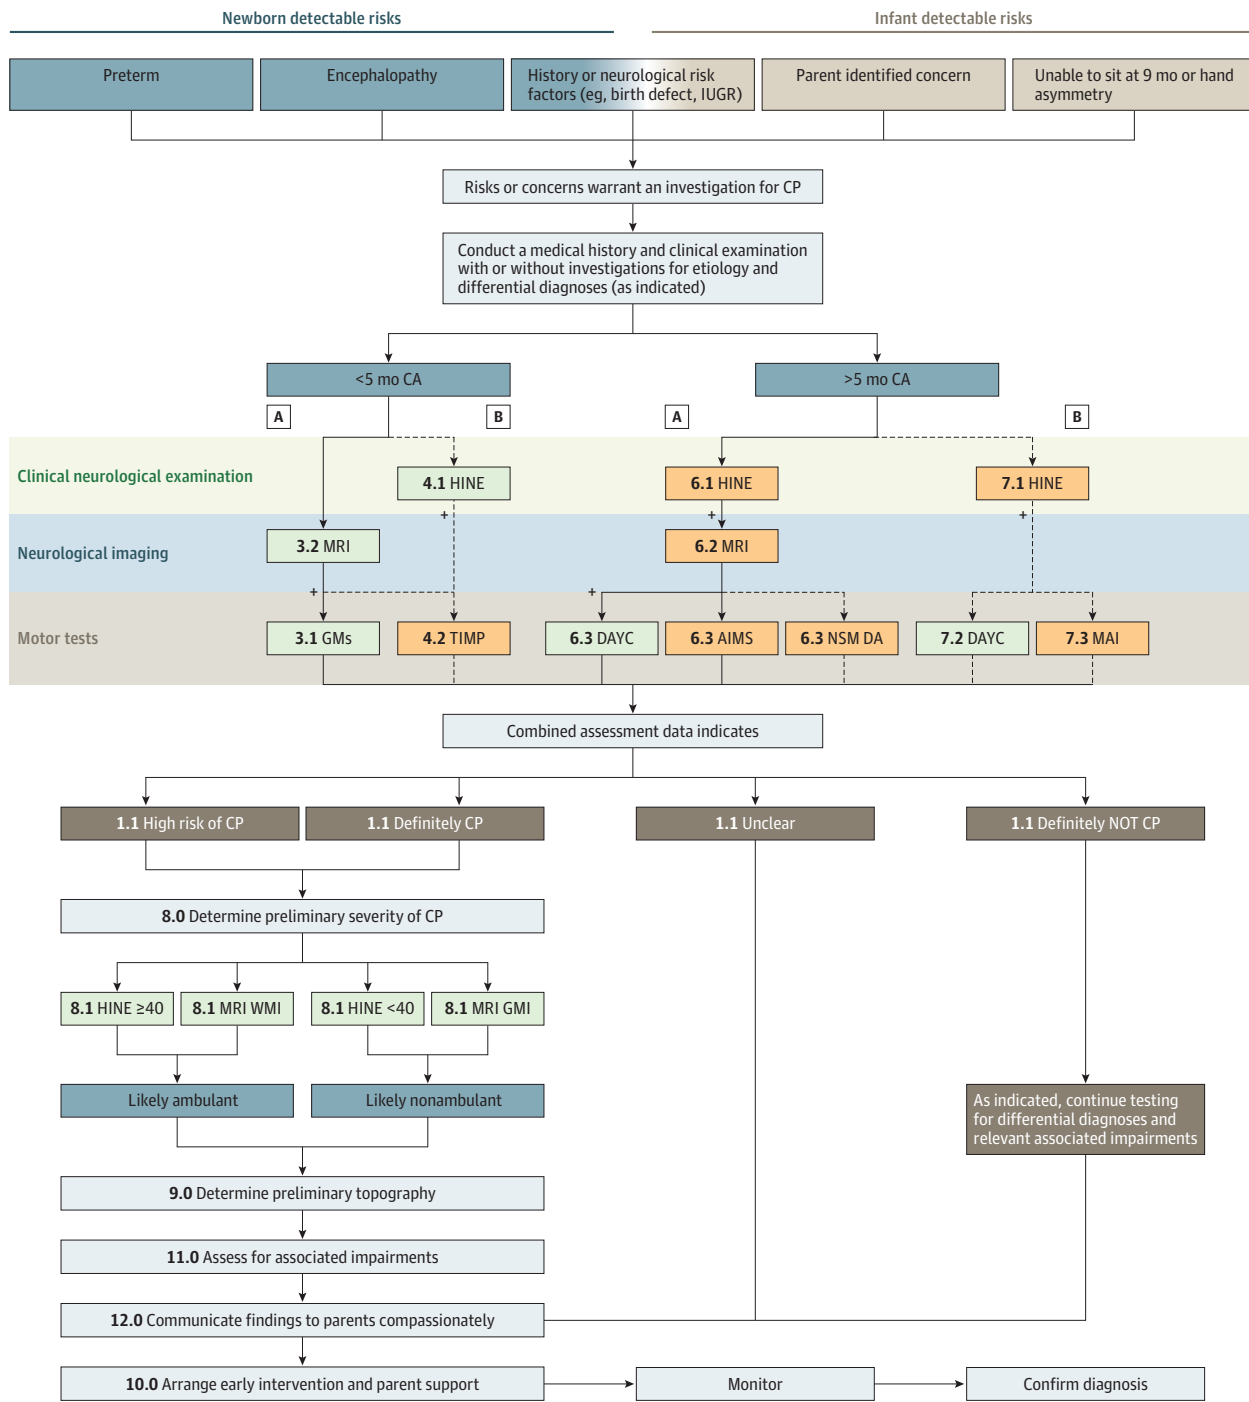 Newborn detectable risks
Infant detectable risks
Preterm
Encephalopathy
History or neurological risk
factors (eg, birth defect, IUGR)
Parent identified concern
Unable to sit at 9 mo or hand
asymmetry
Risks or concerns warrant an investigation for CP
Conduct a medical history and clinical examination
with or without investigations for etiology and
differential diagnoses (as indicated)
<5 mo CA
>5 mo CA
A
B
A
B
Clinical neurological examination
4.1 HINE
6.1 HINE
7.1 HINE
+
+
+
Neurological imaging
3.2 MRI
6.2 MRI
+
+
Motor tests
3.1 GMs
4.2 TIMP
6.3 DAYC
6.3 AIMS
6.3 NSM DA
7.2 DAYC
7.3 MAI
Combined assessment data indicates
1.1 High risk of CP
1.1 Definitely CP
1.1 Unclear
1.1 Definitely NOT CP
8.0 Determine preliminary severity of CP
8.1 HINE ≥40
8.1 MRI WMI
8.1 HINE <40
8.1 MRI GMI
Likely ambulant
Likely nonambulant
As indicated, continue testing
for differential diagnoses and
relevant associated impairments
9.0 Determine preliminary topography
11.0 Assess for associated impairments
12.0 Communicate findings to parents compassionately
10.0 Arrange early intervention and parent support
Monitor
Confirm diagnosis